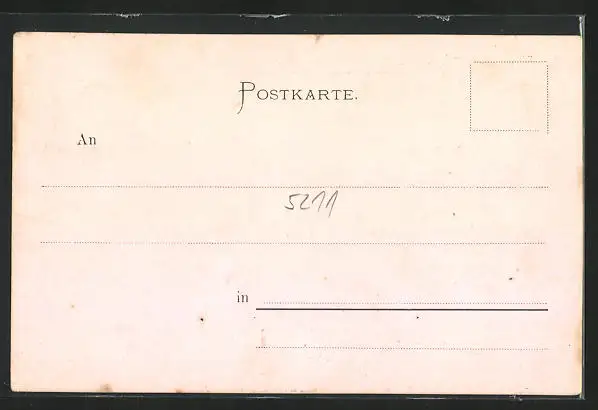 POSTKARTE.
An
5211
in